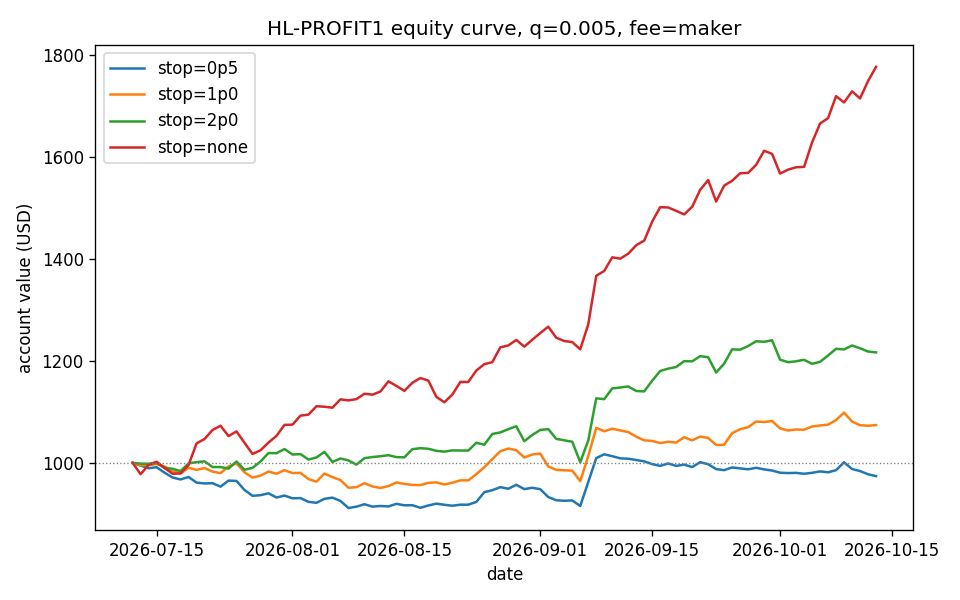 HL-PROFIT1 equity curve, q=0.005, fee=maker
1800
1600
1400
1200
1000
account value (USD)
stop=0p5
stop=1p0
stop=2p0
stop=none
2026-07-15 2026-08-01 2026-08-15 2026-09-01 2026-09-15 2026-10-01 2026-10-15
date